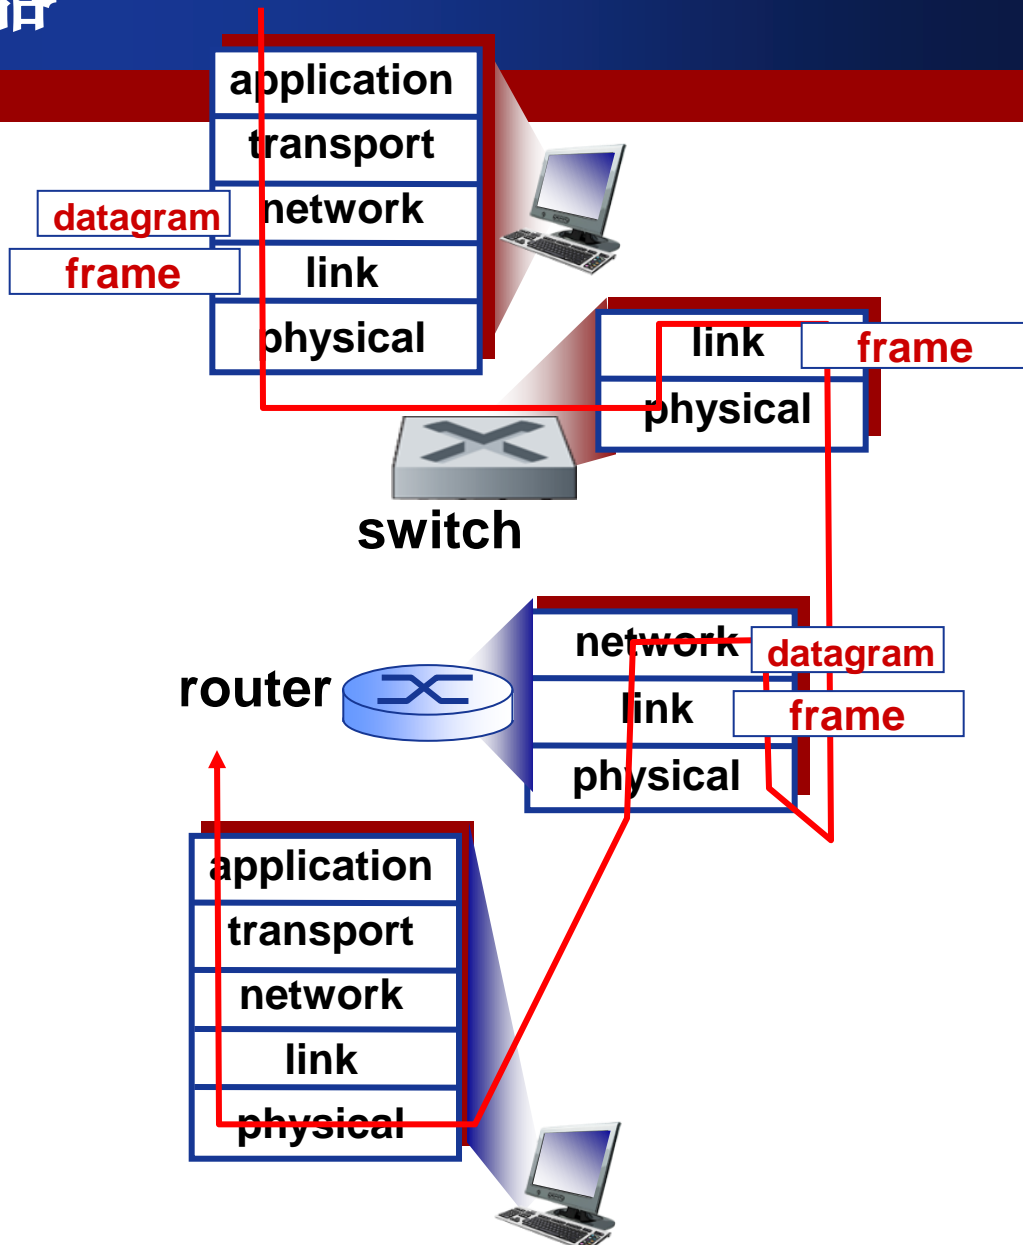 application
transport
datagram
network
frame
link
physical
link
frame
physical
switch
network
datagram
router
link
frame
physical
application
transport
network
link
physical